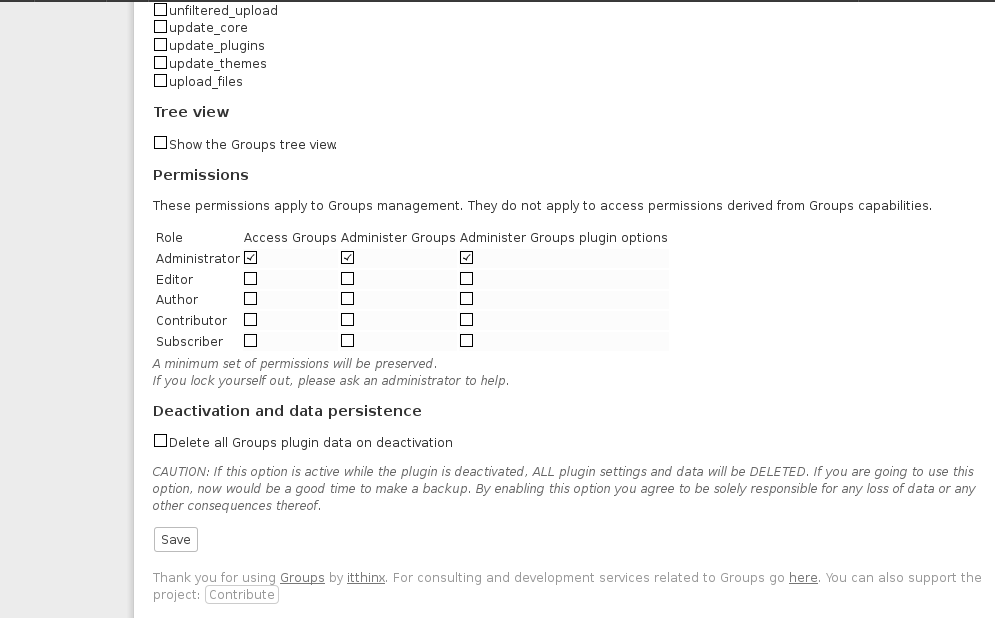 unfiltered_upload
update_core
update_plugins
update_themes
upload_files
Tree view
Show the Groups tree view.
Permissions
These permissions apply to Groups management. They do not apply to access permissions derived from Groups capabilities.
Role Access Groups Administer Groups Administer Groups plugin options
Administrator
Editor
Author
Contributor
Subscriber
A minimum set of permissions will be preserved.
If you lock yourself out, please ask an administrator to help.
Deactivation and data persistence
Delete all Groups plugin data on deactivation
CAUTION: If this option is active while the plugin is deactivated, ALL plugin settings and data will be DELETED. If you are going to use this
option, now would be a good time to make a backup. By enabling this option you agree to be solely responsible for any loss of data or any
other consequences thereof.
Save
Thank you for using Groups by itthinx. For consulting and development services related to Groups go here. You can also support the
project: Contribute